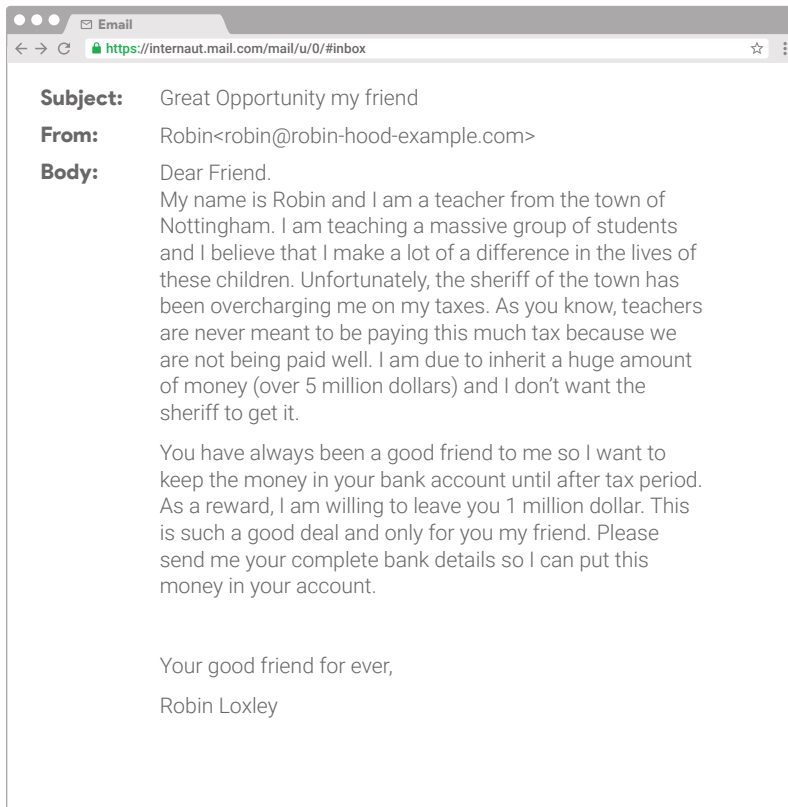 Email
https://internaut.mail.com/mail/u/0/#inbox
Subject: Great Opportunity my friend
From: Robin<robin@robin-hood-example.com>
Body: Dear Friend.
My name is Robin and I am a teacher from the town of
Nottingham. I am teaching a massive group of students
and I believe that I make a lot of a difference in the lives of
these children. Unfortunately, the sheriff of the town has
been overcharging me on my taxes. As you know, teachers
are never meant to be paying this much tax because we
are not being paid well. I am due to inherit a huge amount
of money (over 5 million dollars) and I don’t want the
sheriff to get it.
You have always been a good friend to me so I want to
keep the money in your bank account until after tax period.
As a reward, I am willing to leave you 1 million dollar. This
is such a good deal and only for you my friend. Please
send me your complete bank details so I can put this
money in your account.
Your good friend for ever,
Robin Loxley